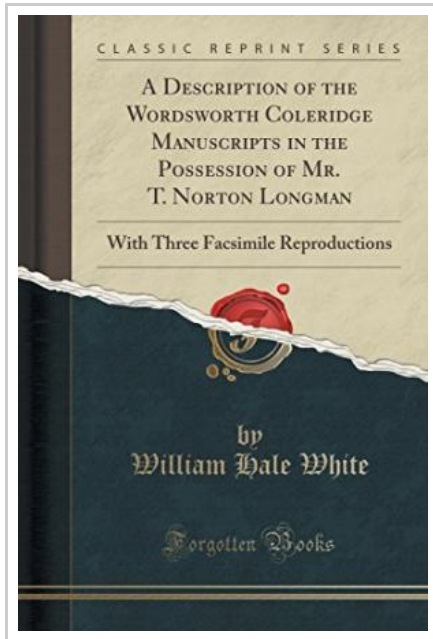 CLASSIC REPRINT SERIES
A DESCRIPTION OF THE
WORDSWORTH COLERIDGE
MANUSCRIPTS IN THE
POSSESSION OF MR.
T. NORTON LONGMAN
With Three Facsimile Reproductions
by
William Hale White
Forgotten Books